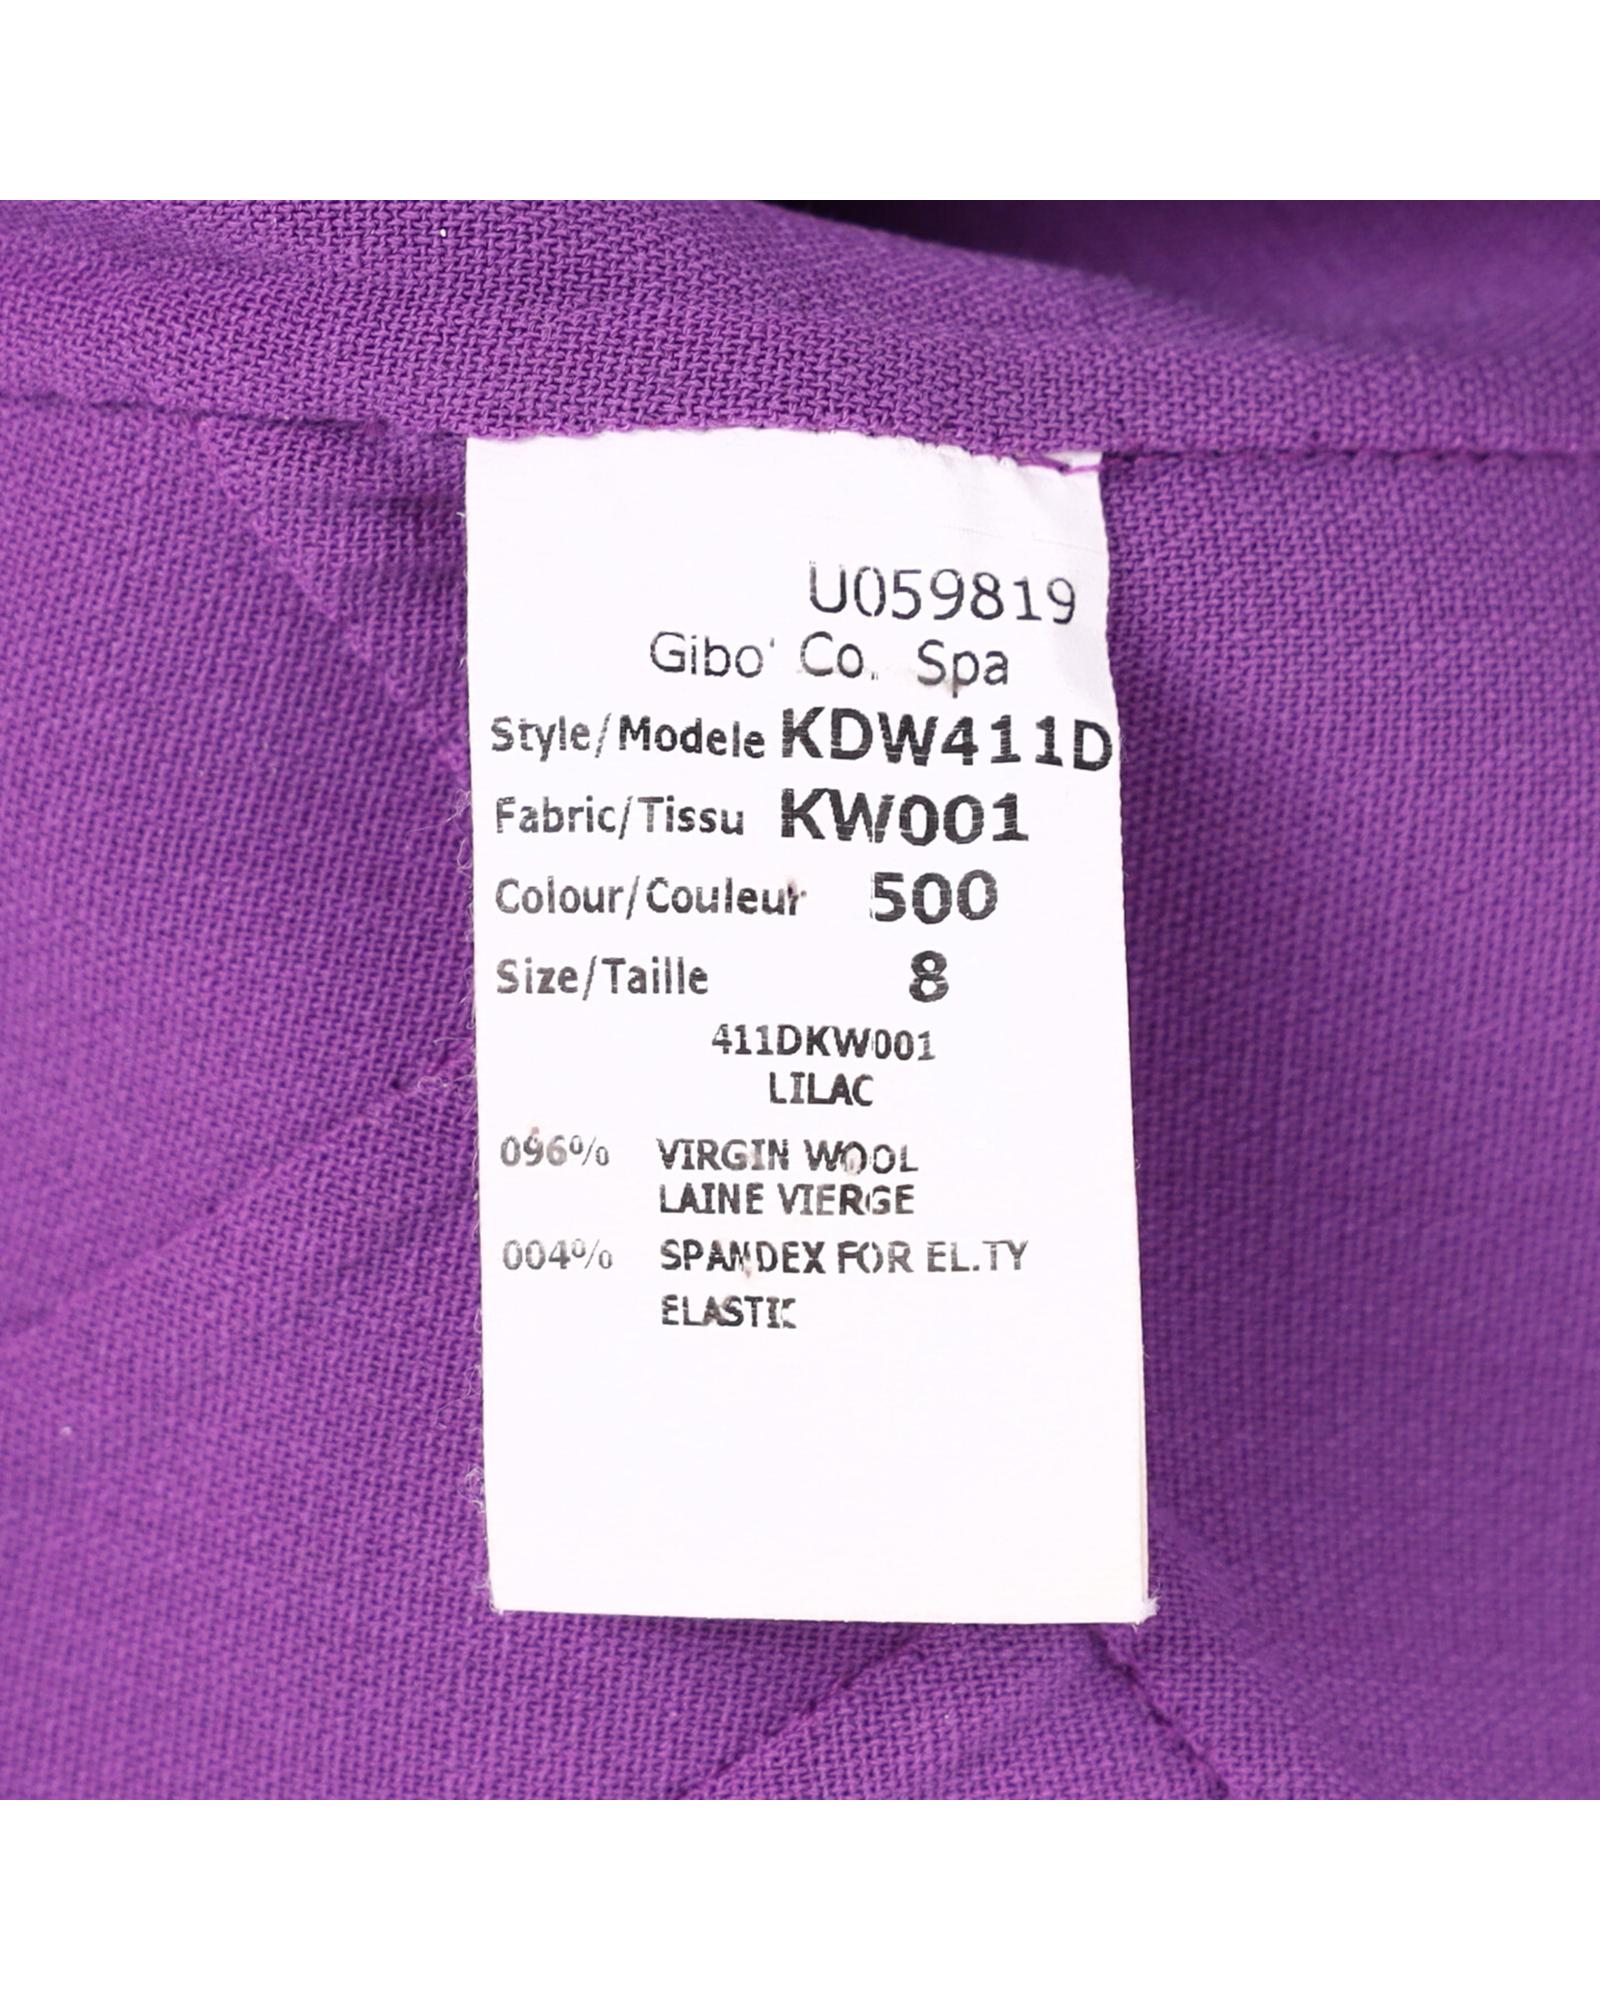 U059819
Gibo' Co. Spa
Style/Modele KDW411D
Fabric/Tissu KW001
Colour/Couleur 500
Size/Taille 8
411DKW001
LILAC
096% VIRGIN WOOL
LAINE VIERGE
004% SPANDEX FOR EL.TY
ELASTIC